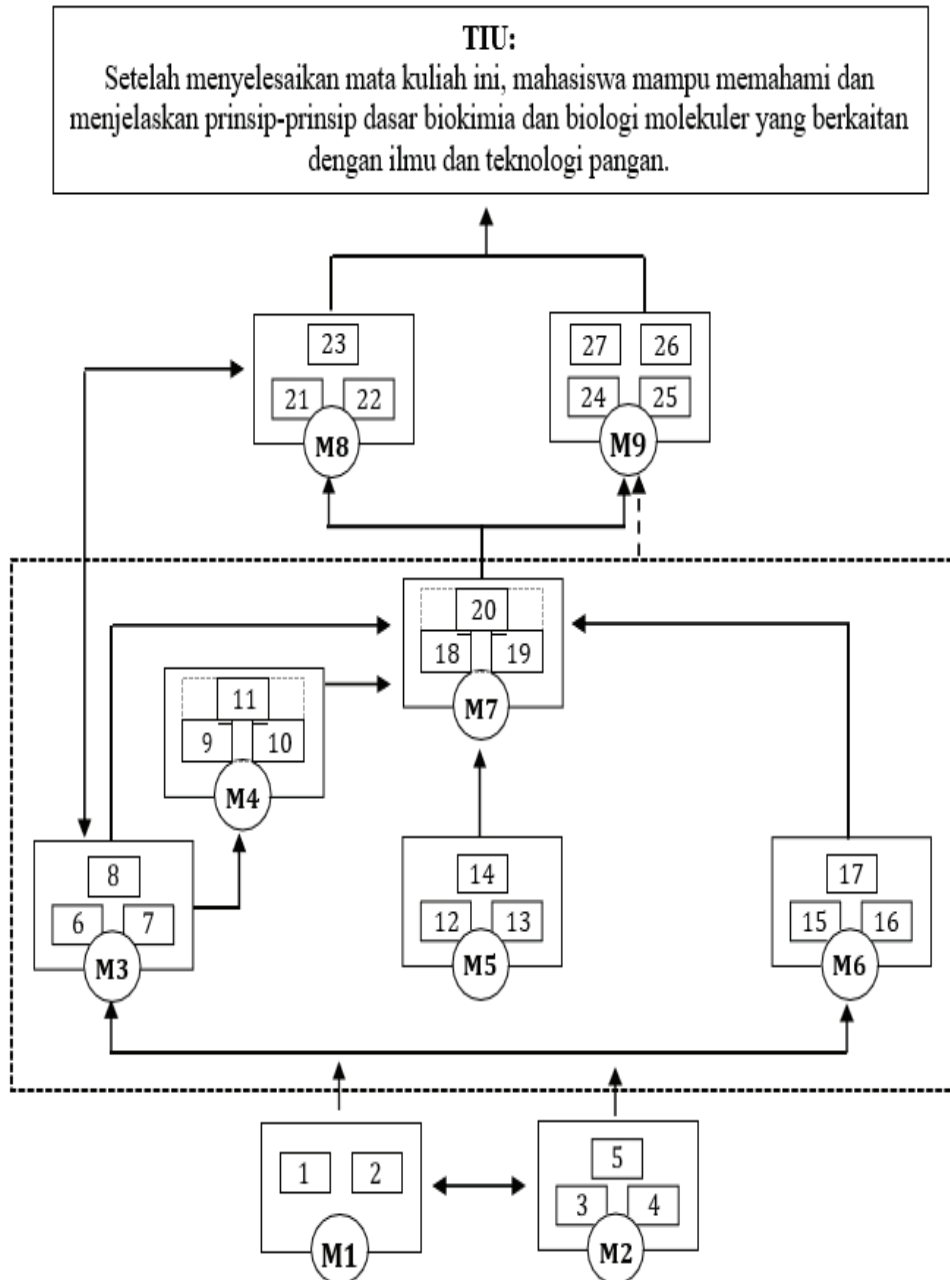 TIU:
Setelah menyelesaikan mata kuliah ini, mahasiswa mampu memahami dan
menjelaskan prinsip-prinsip dasar biokimia dan biologi molekuler yang berkaitan
dengan ilmu dan teknologi pangan.
23
21 22
M8
27 26
24 25
M9
20
18 19
M7
11
9 10
M4
8
6 7
M3
14
12 13
M5
17
15 16
M6
1 2
M1
5
3 4
M2